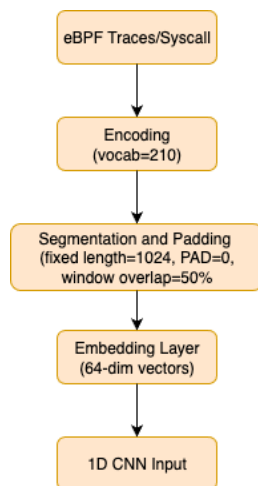 eBPF Traces/Syscall
Encoding
(vocab=210)
Segmentation and Padding
(fixed length=1024, PAD=0,
window overlap=50%
Embedding Layer
(64-dim vectors)
1D CNN Input